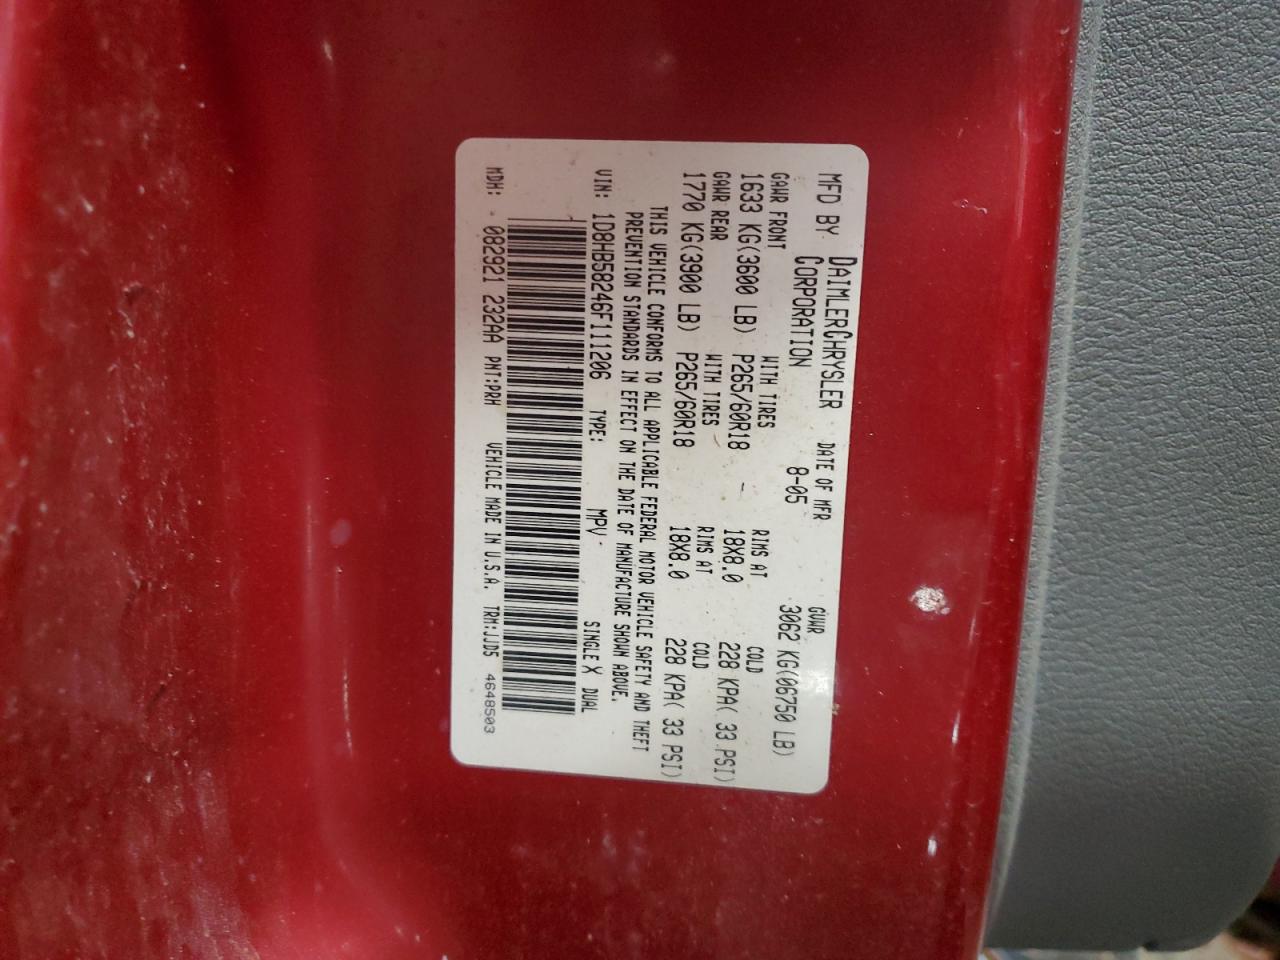 MFD BY DAIMLERCHRYSLER CORPORATION DATE OF MFR 8-05 GVWR 3062 KG(06750 LB)
GAWR FRONT WITH TIRES RIMS AT COLD
1633 KG(3600 LB) P265/60R18 18X8.0 228 KPA( 33 PSI)
GAWR REAR WITH TIRES RIMS AT COLD
1770 KG(3900 LB) P265/60R18 18X8.0 228 KPA( 33 PSI)
THIS VEHICLE CONFORMS TO ALL APPLICABLE FEDERAL MOTOR VEHICLE SAFETY AND THEFT
PREVENTION STANDARDS IN EFFECT ON THE DATE OF MANUFACTURE SHOWN ABOVE.
VIN: 1D8HB58246F111206 TYPE: MPV SINGLE X DUAL
MDH: 082921 232AA PNT:PRH VEHICLE MADE IN U.S.A. TRM:JJD5 4648503